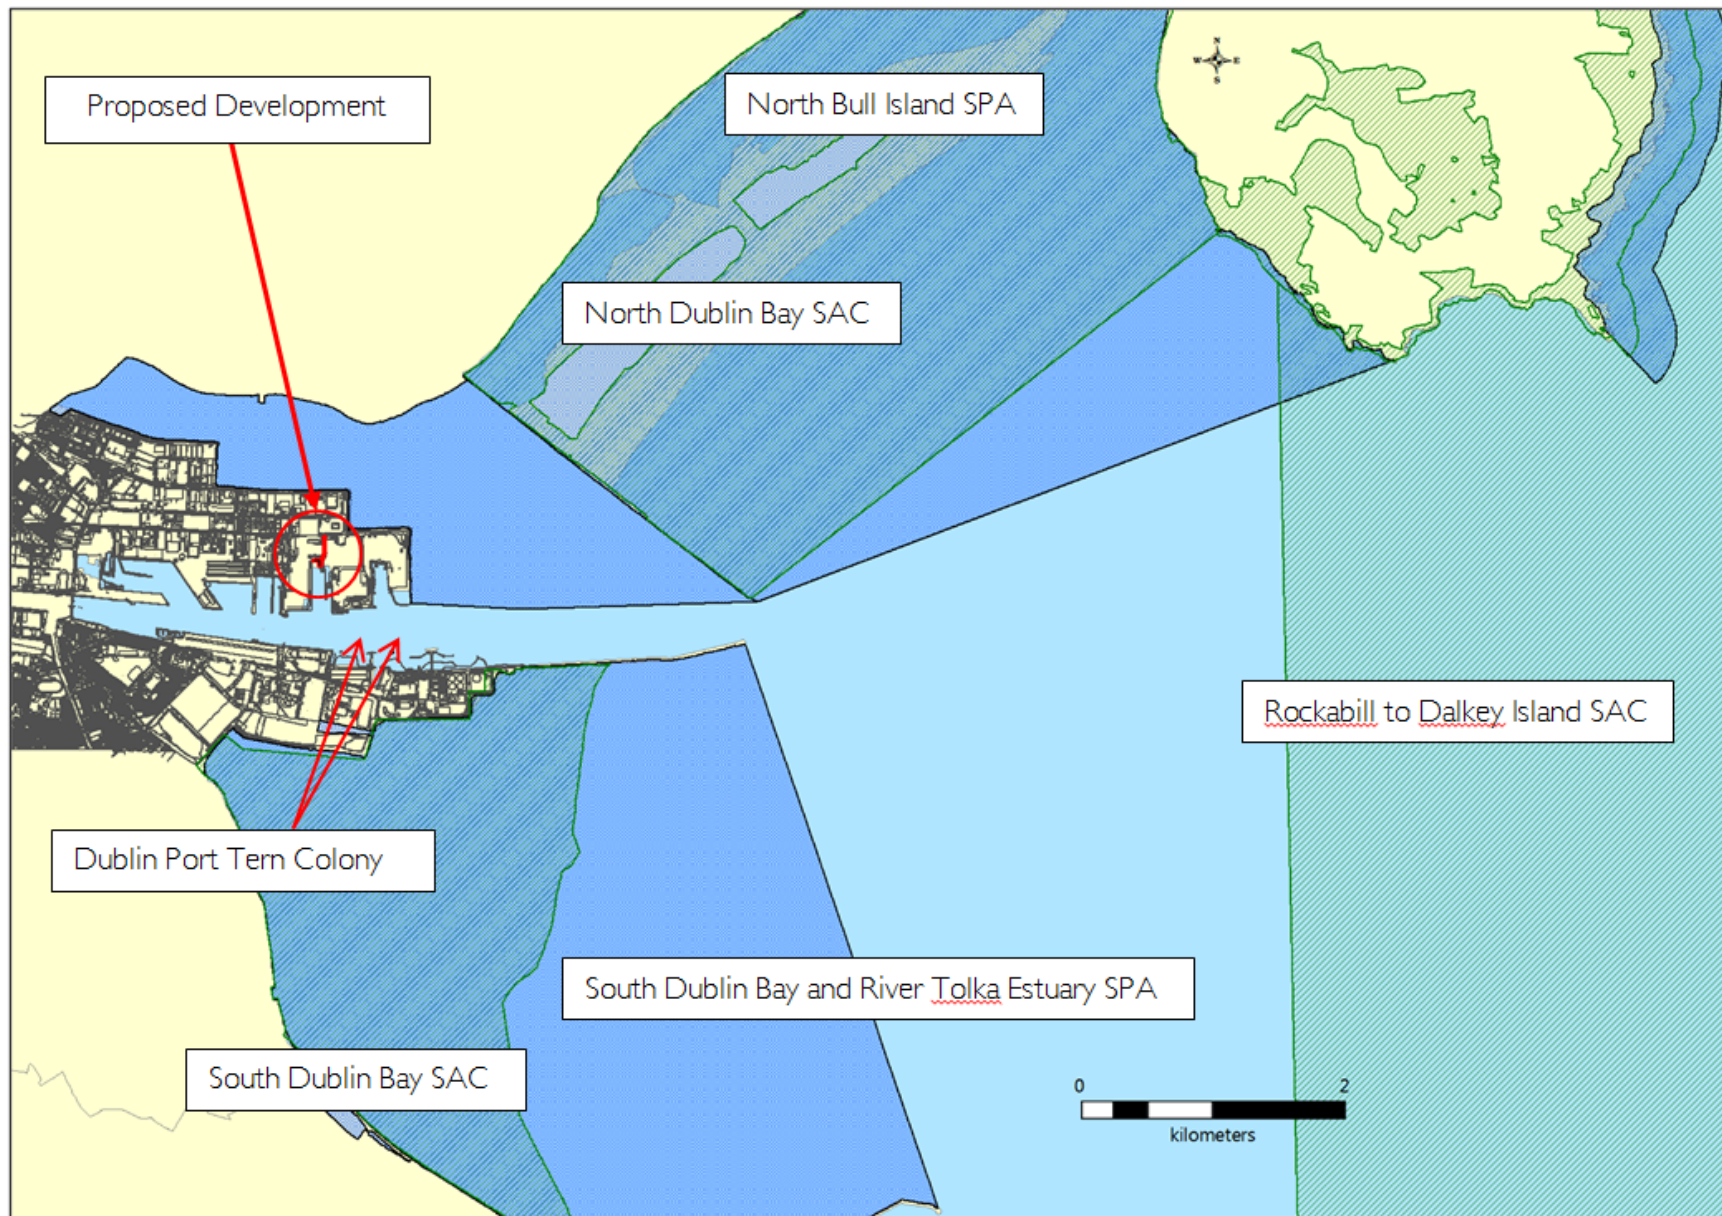 Proposed Development
North Bull Island SPA
N
W E
S
North Dublin Bay SAC
Rockabill to Dalkey Island SAC
Dublin Port Tern Colony
South Dublin Bay and River Tolka Estuary SPA
South Dublin Bay SAC
0 2
kilometers